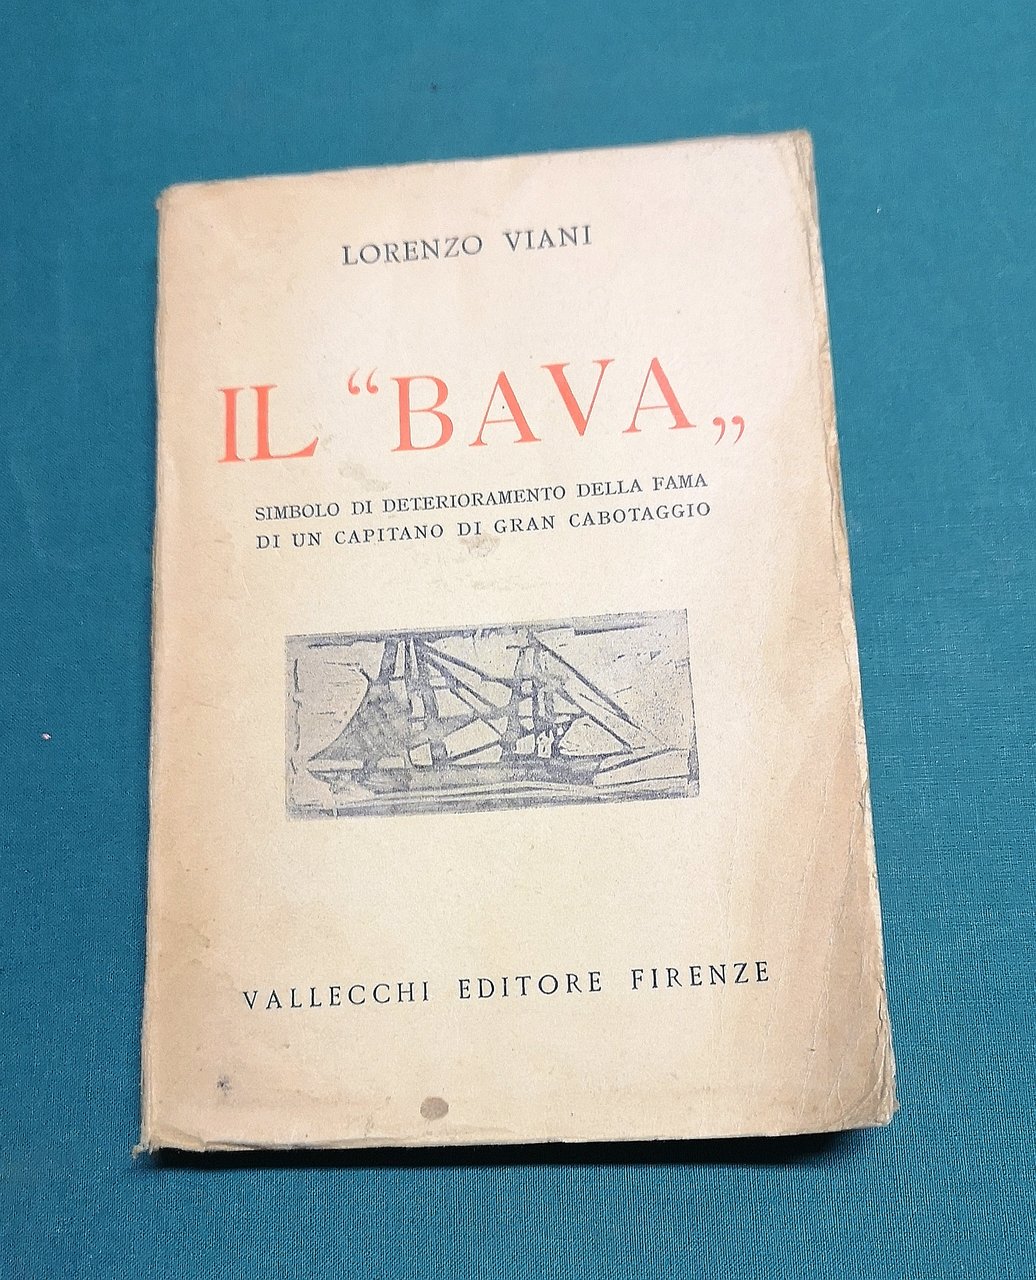 LORENZO VIANI
IL “BAVA„
SIMBOLO DI DETERIORAMENTO DELLA FAMA
DI UN CAPITANO DI GRAN CABOTAGGIO
VALLECCHI EDITORE FIRENZE